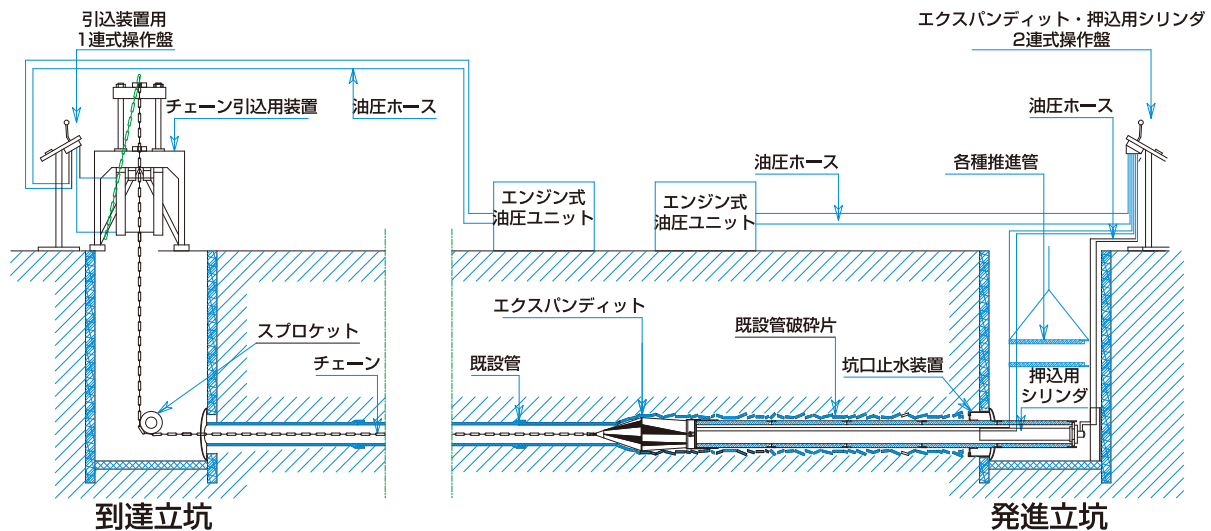 引込装置用
1連式操作盤
エクスパンディット・押込用シリンダ
2連式操作盤
チェーン引込用装置
油圧ホース
油圧ホース
油圧ホース
各種推進管
エンジン式
油圧ユニット
エンジン式
油圧ユニット
エクスパンディット
スプロケット
既設管破砕片
チェーン
既設管
坑口止水装置
押込用
シリンダ
到達立坑
発進立坑